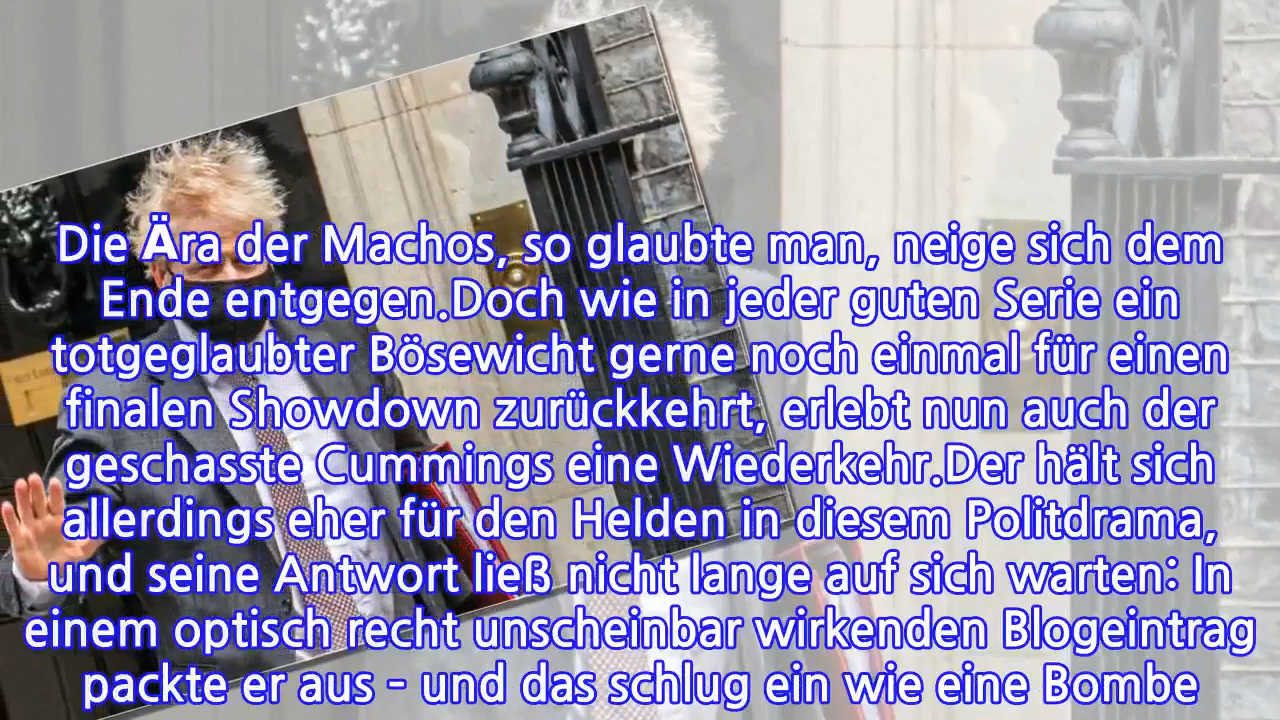 Die Ära der Machos, so glaubte man, neige sich dem
Ende entgegen.Doch wie in jeder guten Serie ein
totgeglaubter Bösewicht gerne noch einmal für einen
finalen Showdown zurückkehrt, erlebt nun auch der
geschasste Cummings eine Wiederkehr.Der hält sich
allerdings eher für den Helden in diesem Politdrama,
und seine Antwort ließ nicht lange auf sich warten: In
einem optisch recht unscheinbar wirkenden Blogeintrag
packte er aus - und das schlug ein wie eine Bombe